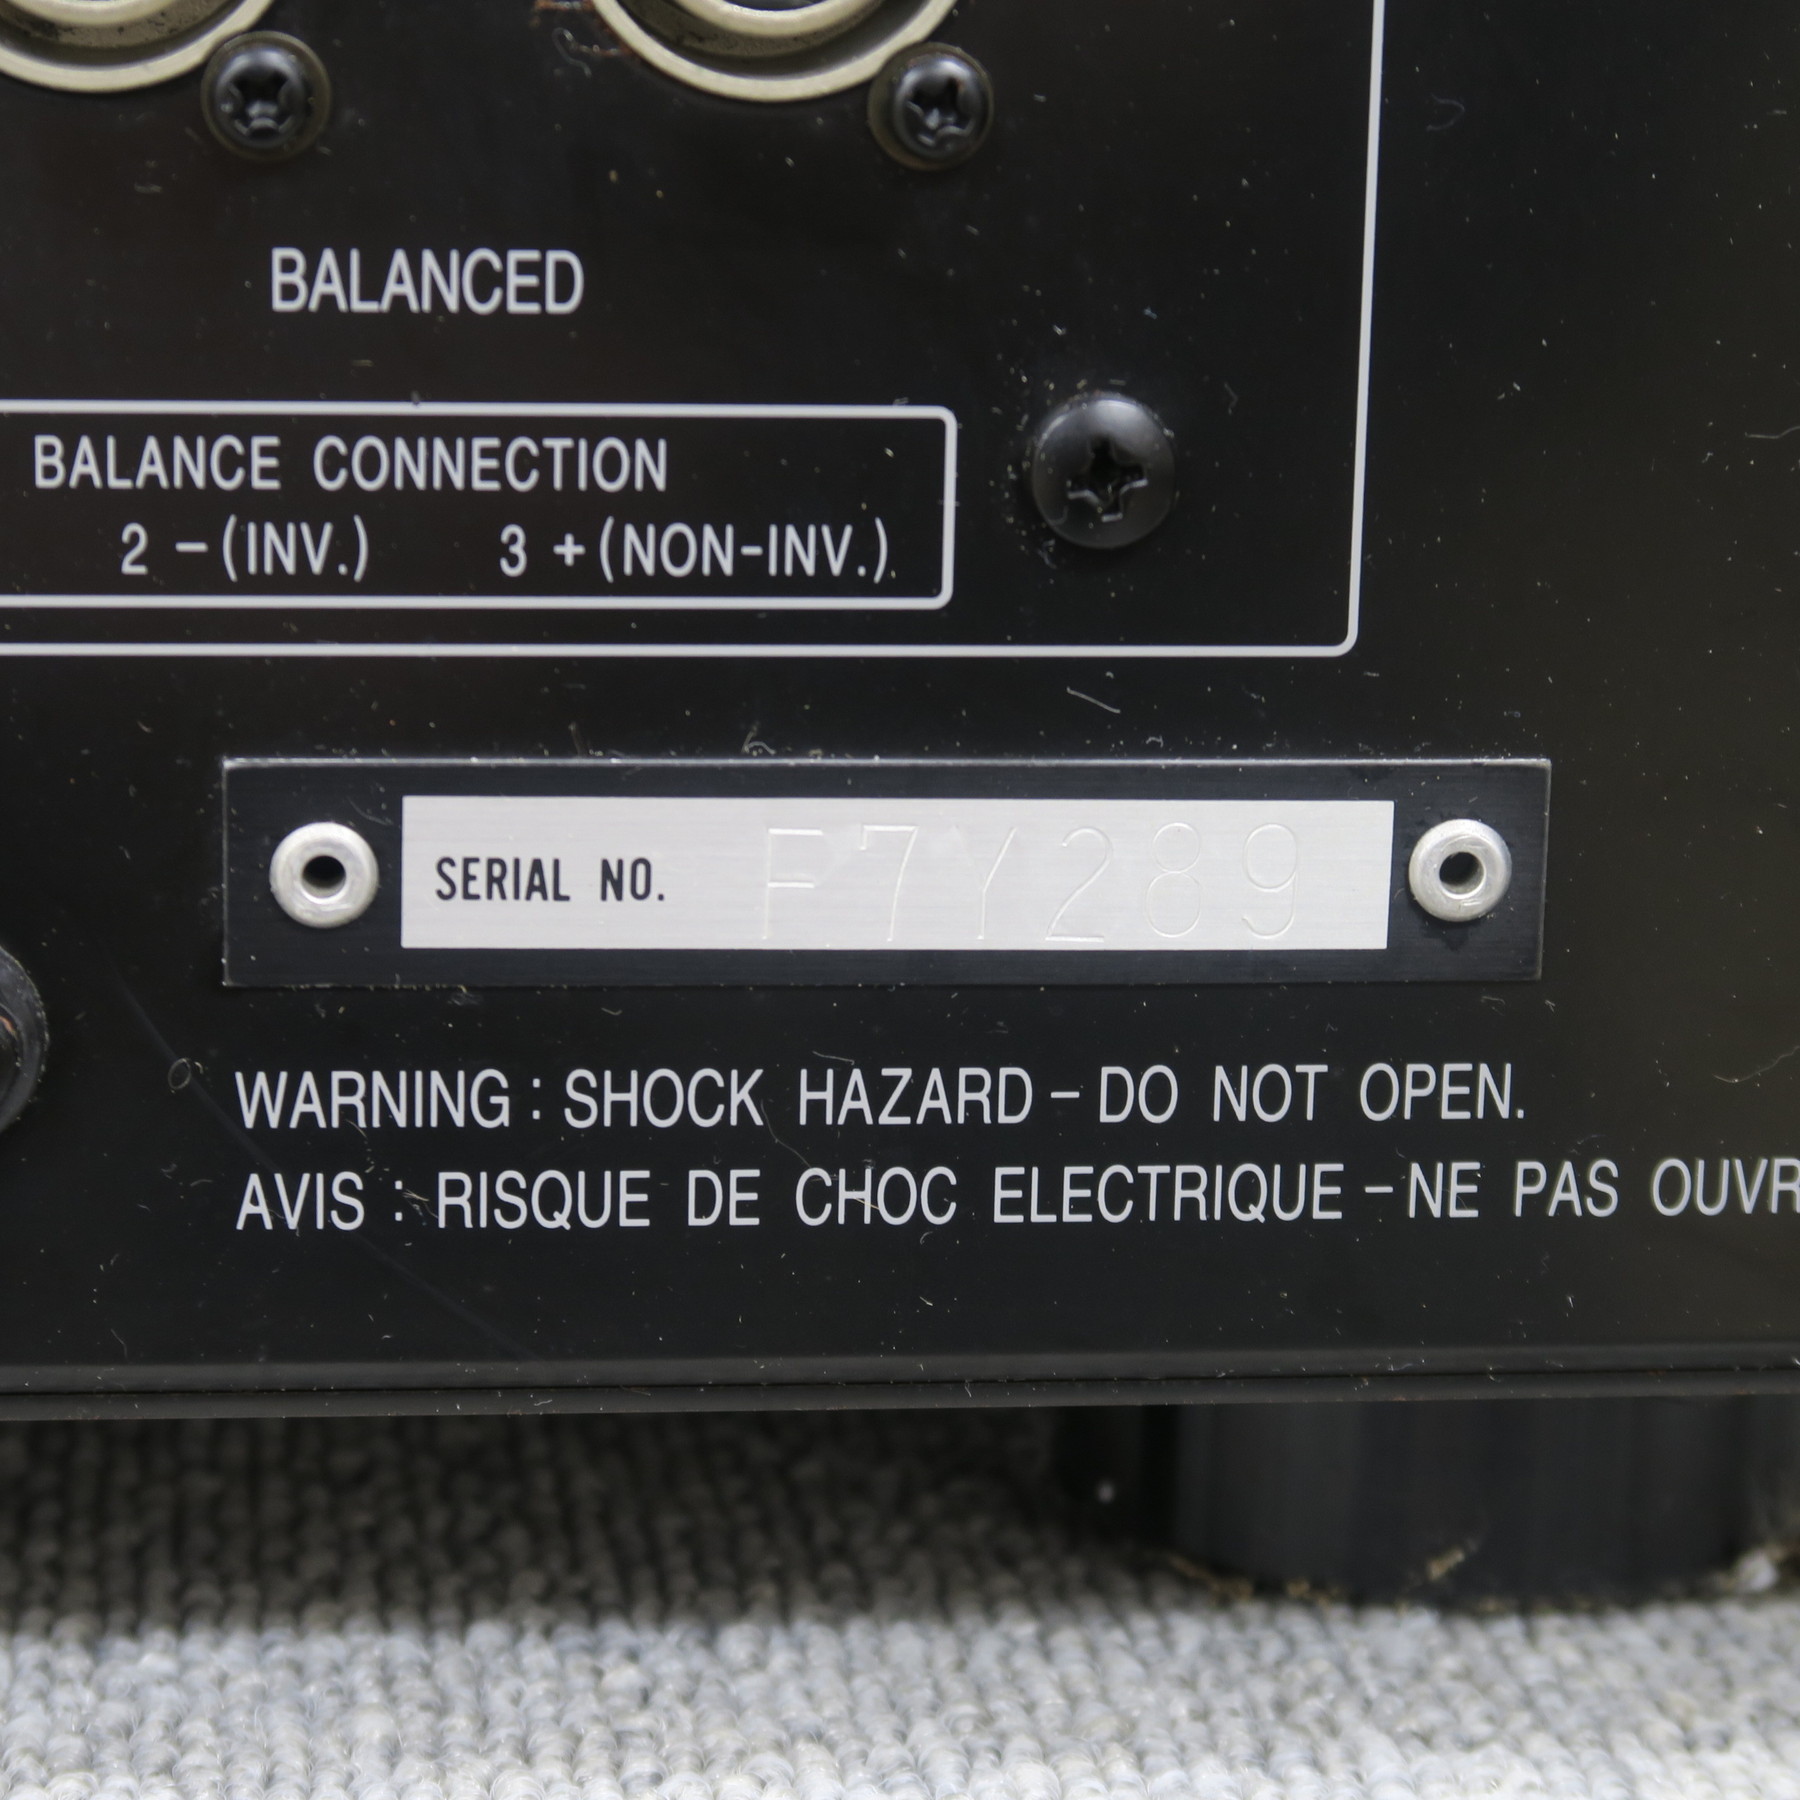 BALANCED
BALANCE CONNECTION
2 −(INV.) 3 +(NON-INV.)
SERIAL NO. F7Y289
WARNING : SHOCK HAZARD – DO NOT OPEN.
AVIS : RISQUE DE CHOC ELECTRIQUE – NE PAS OUVR